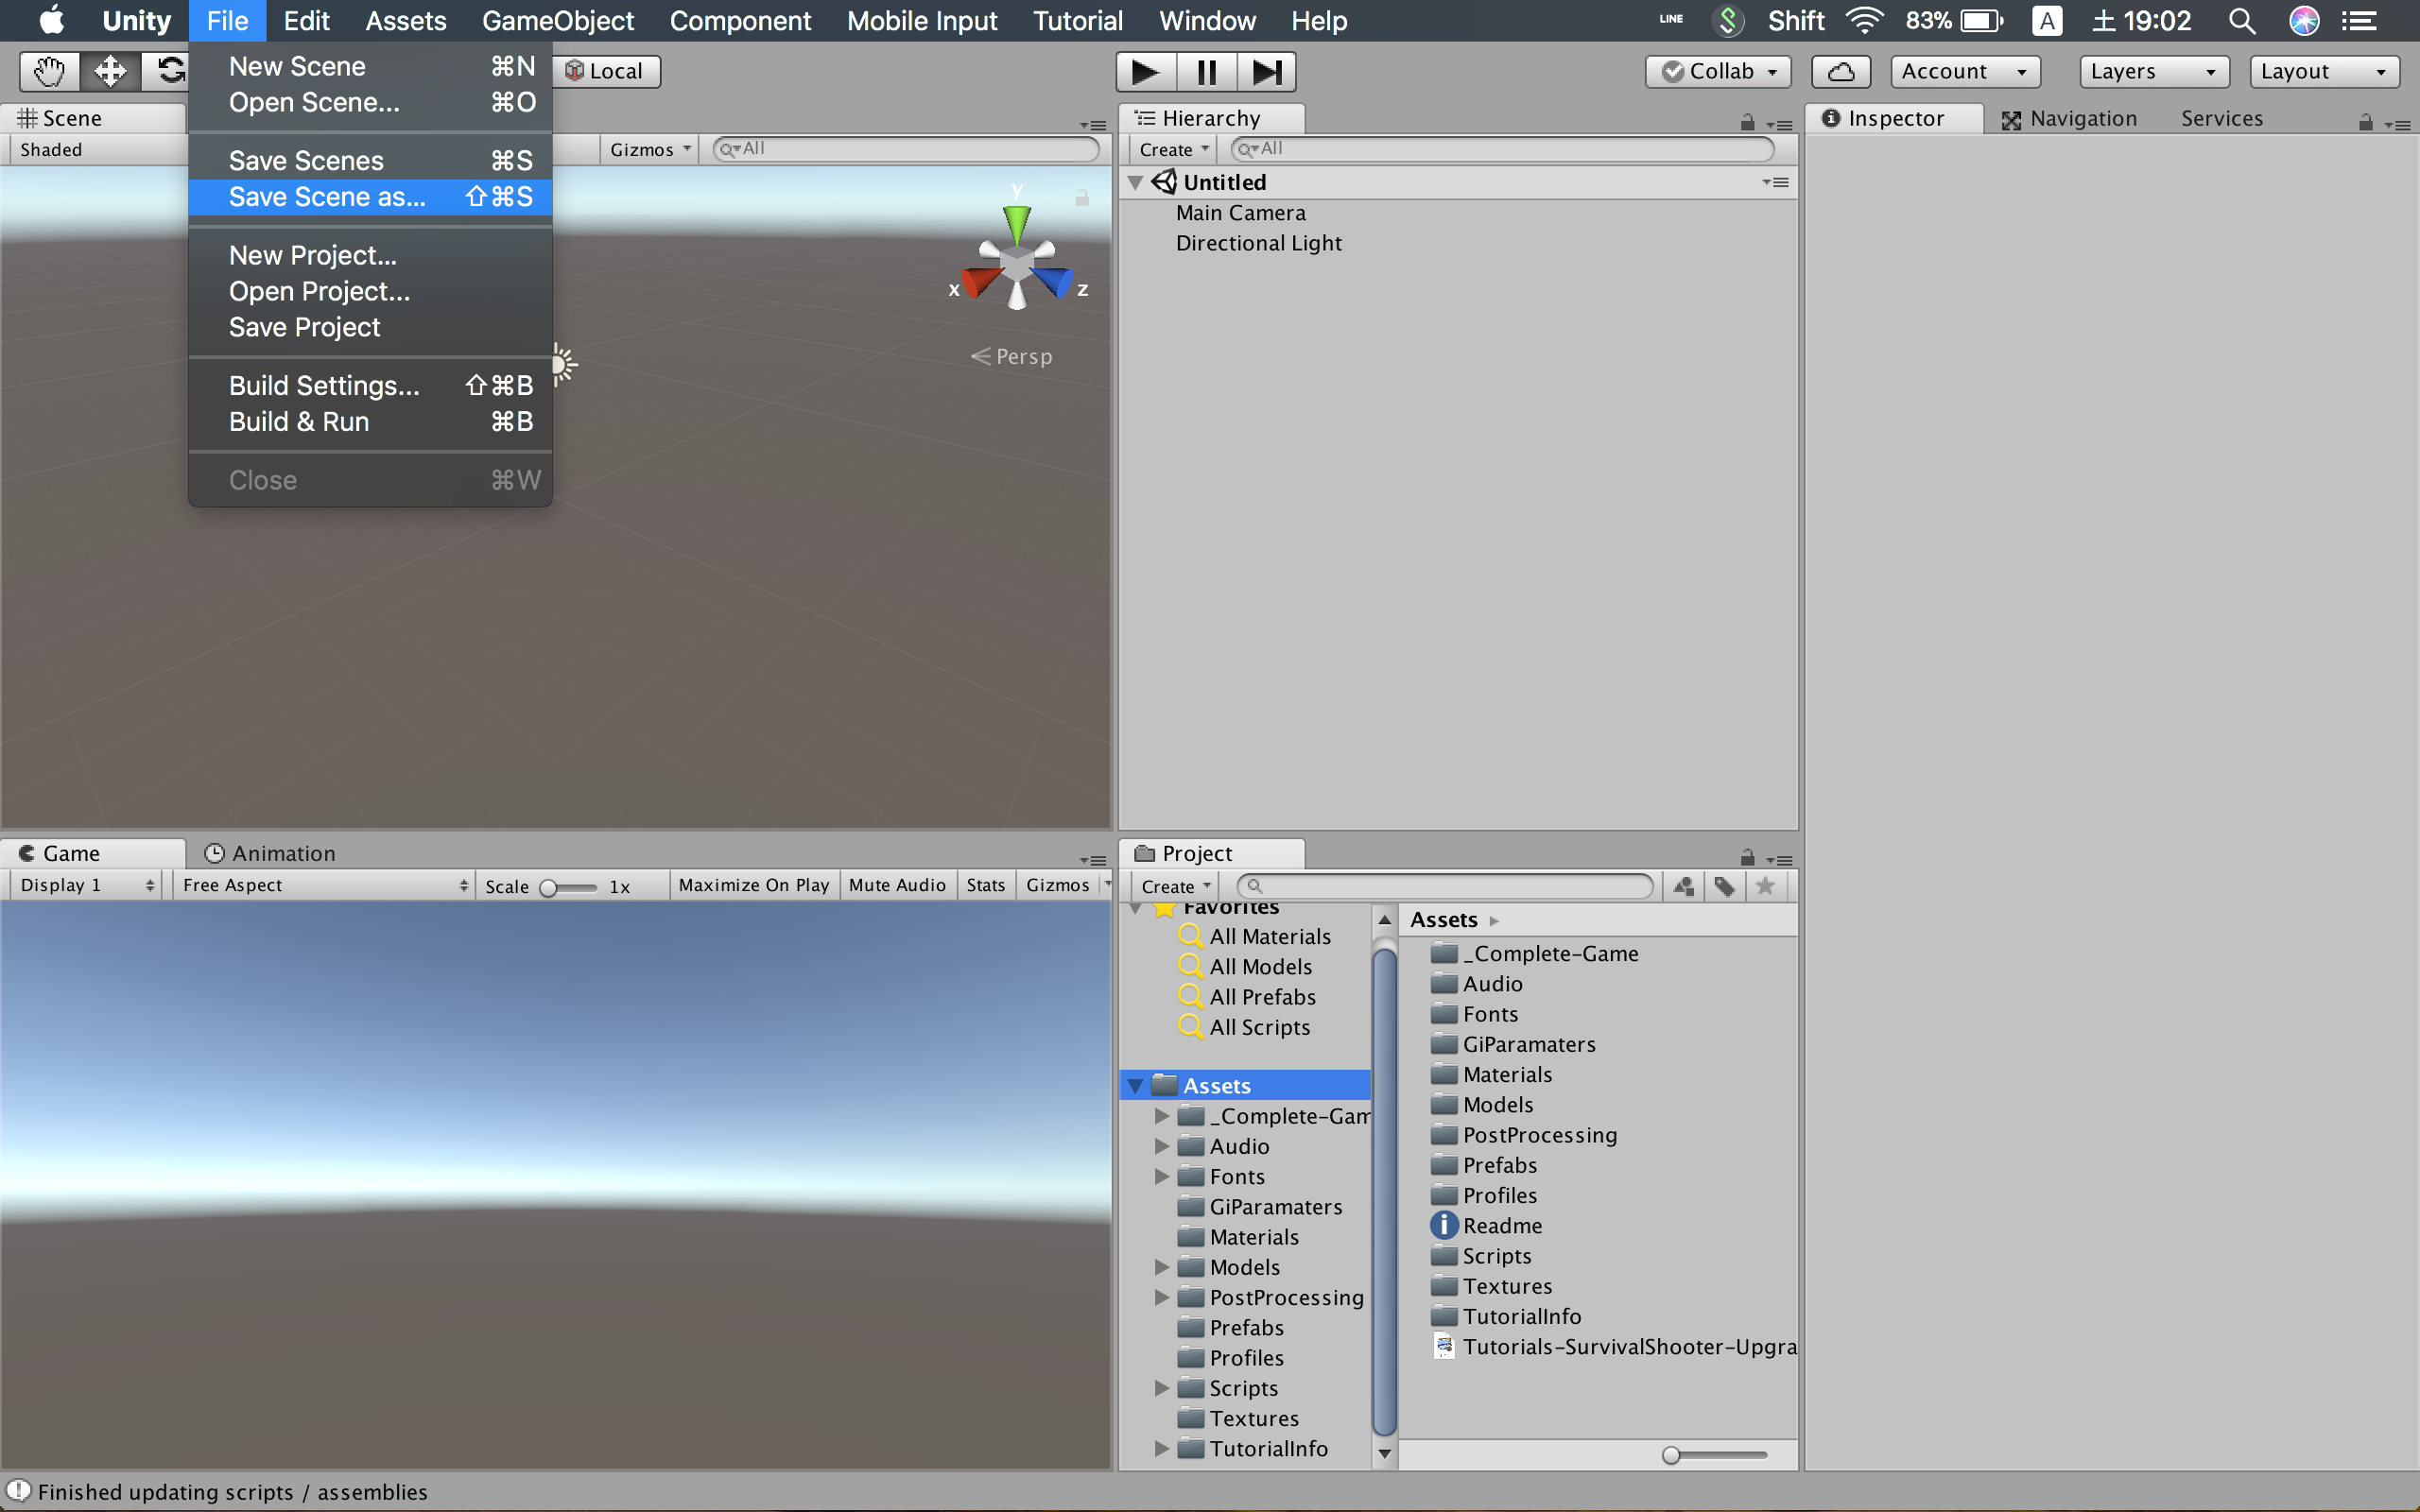 Unity File Edit Assets GameObject Component Mobile Input Tutorial Window Help LINE Shift 83% A 土 19:02
Local Collab Account Layers Layout
New Scene ⌘N
Open Scene... ⌘O
Save Scenes ⌘S
Save Scene as... ⇧⌘S
New Project...
Open Project...
Save Project
Build Settings... ⇧⌘B
Build & Run ⌘B
Close ⌘W
Scene
Shaded Gizmos All
y
x z
Persp
Hierarchy
Create All
Untitled
Main Camera
Directional Light
Inspector Navigation Services
Game Animation
Display 1 Free Aspect Scale 1x Maximize On Play Mute Audio Stats Gizmos
Project
Create
Favorites
All Materials
All Models
All Prefabs
All Scripts
Assets
_Complete-Gam
Audio
Fonts
GiParamaters
Materials
Models
PostProcessing
Prefabs
Profiles
Scripts
Textures
TutorialInfo
Assets
_Complete-Game
Audio
Fonts
GiParamaters
Materials
Models
PostProcessing
Prefabs
Profiles
Readme
Scripts
Textures
TutorialInfo
Tutorials-SurvivalShooter-Upgra
Finished updating scripts / assemblies